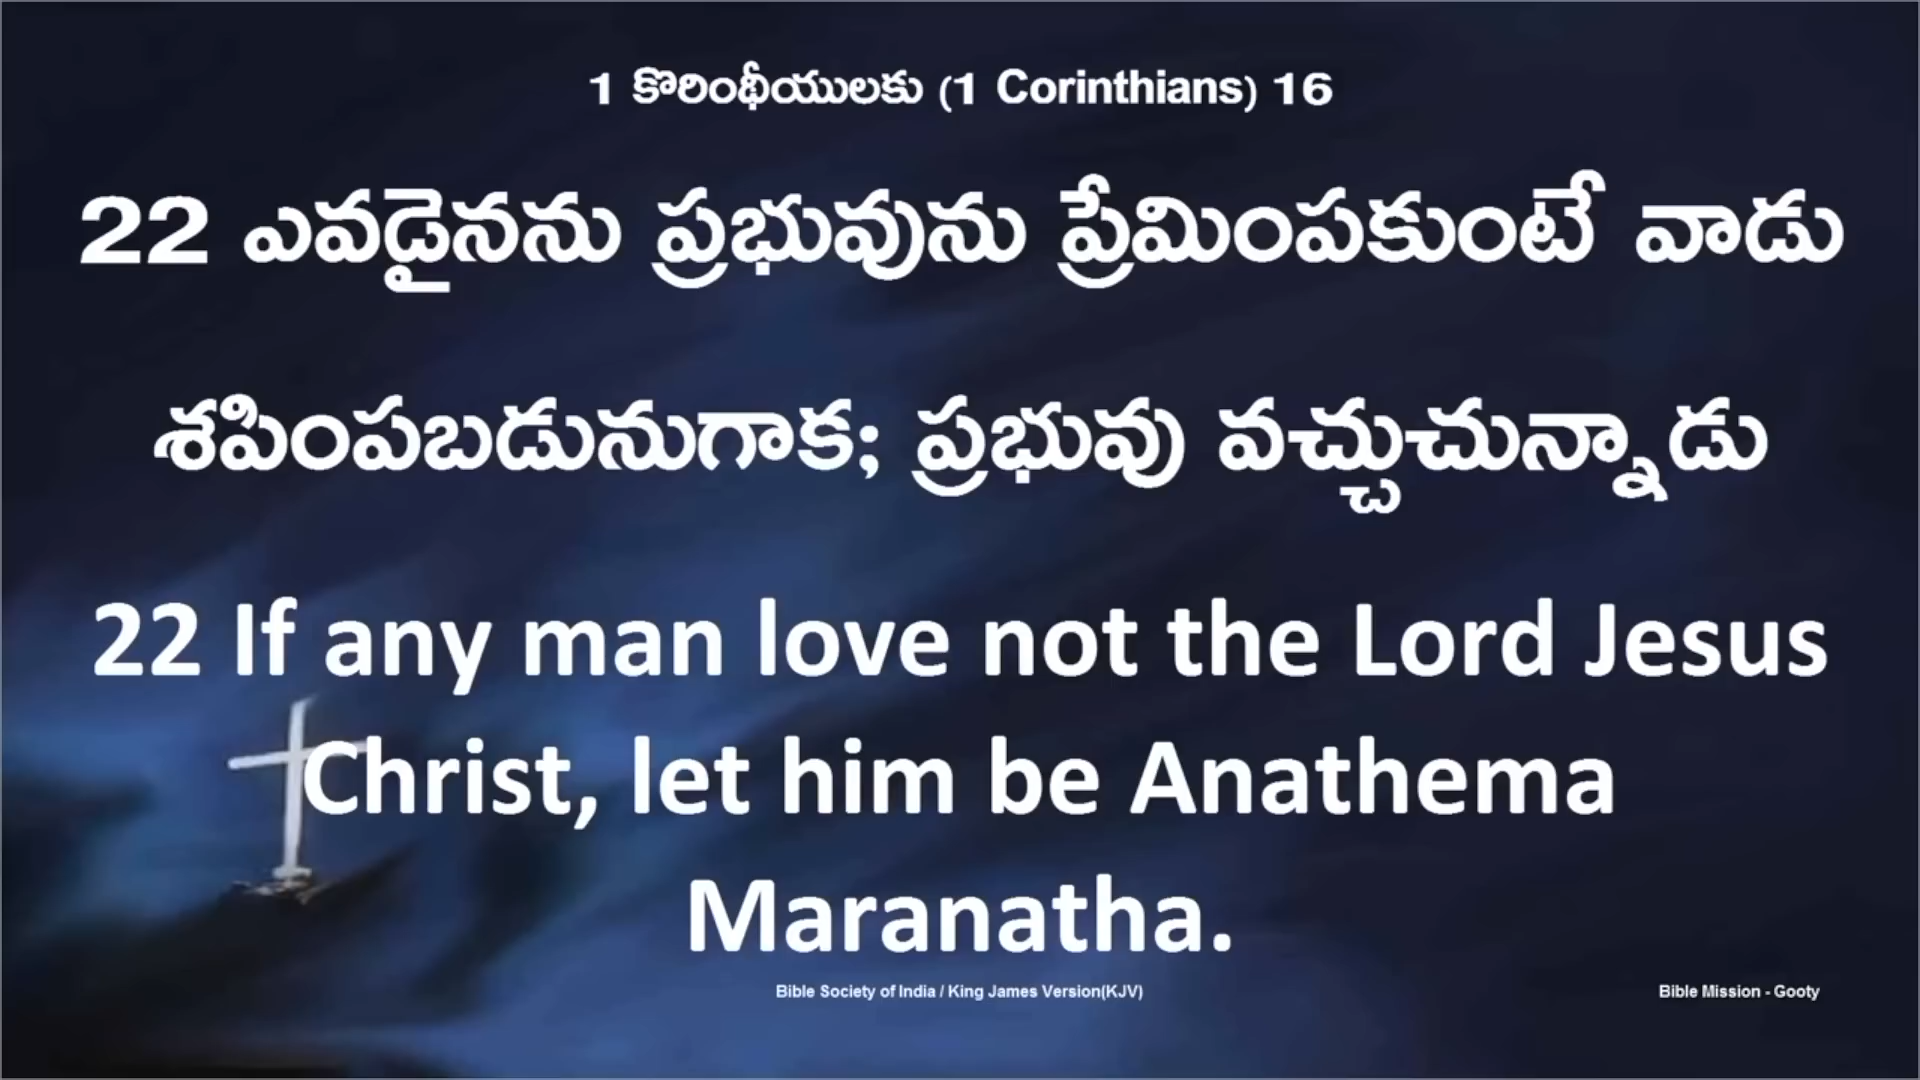 1 కొరింథీయులకు (1 Corinthians) 16
22 ఎవడైనను ప్రభువును ప్రేమింపకుంటే వాడు
శపింపబడునుగాక; ప్రభువు వచ్చుచున్నాడు
22 If any man love not the Lord Jesus
Christ, let him be Anathema
Maranatha.
Bible Society of India / King James Version(KJV)
Bible Mission - Gooty